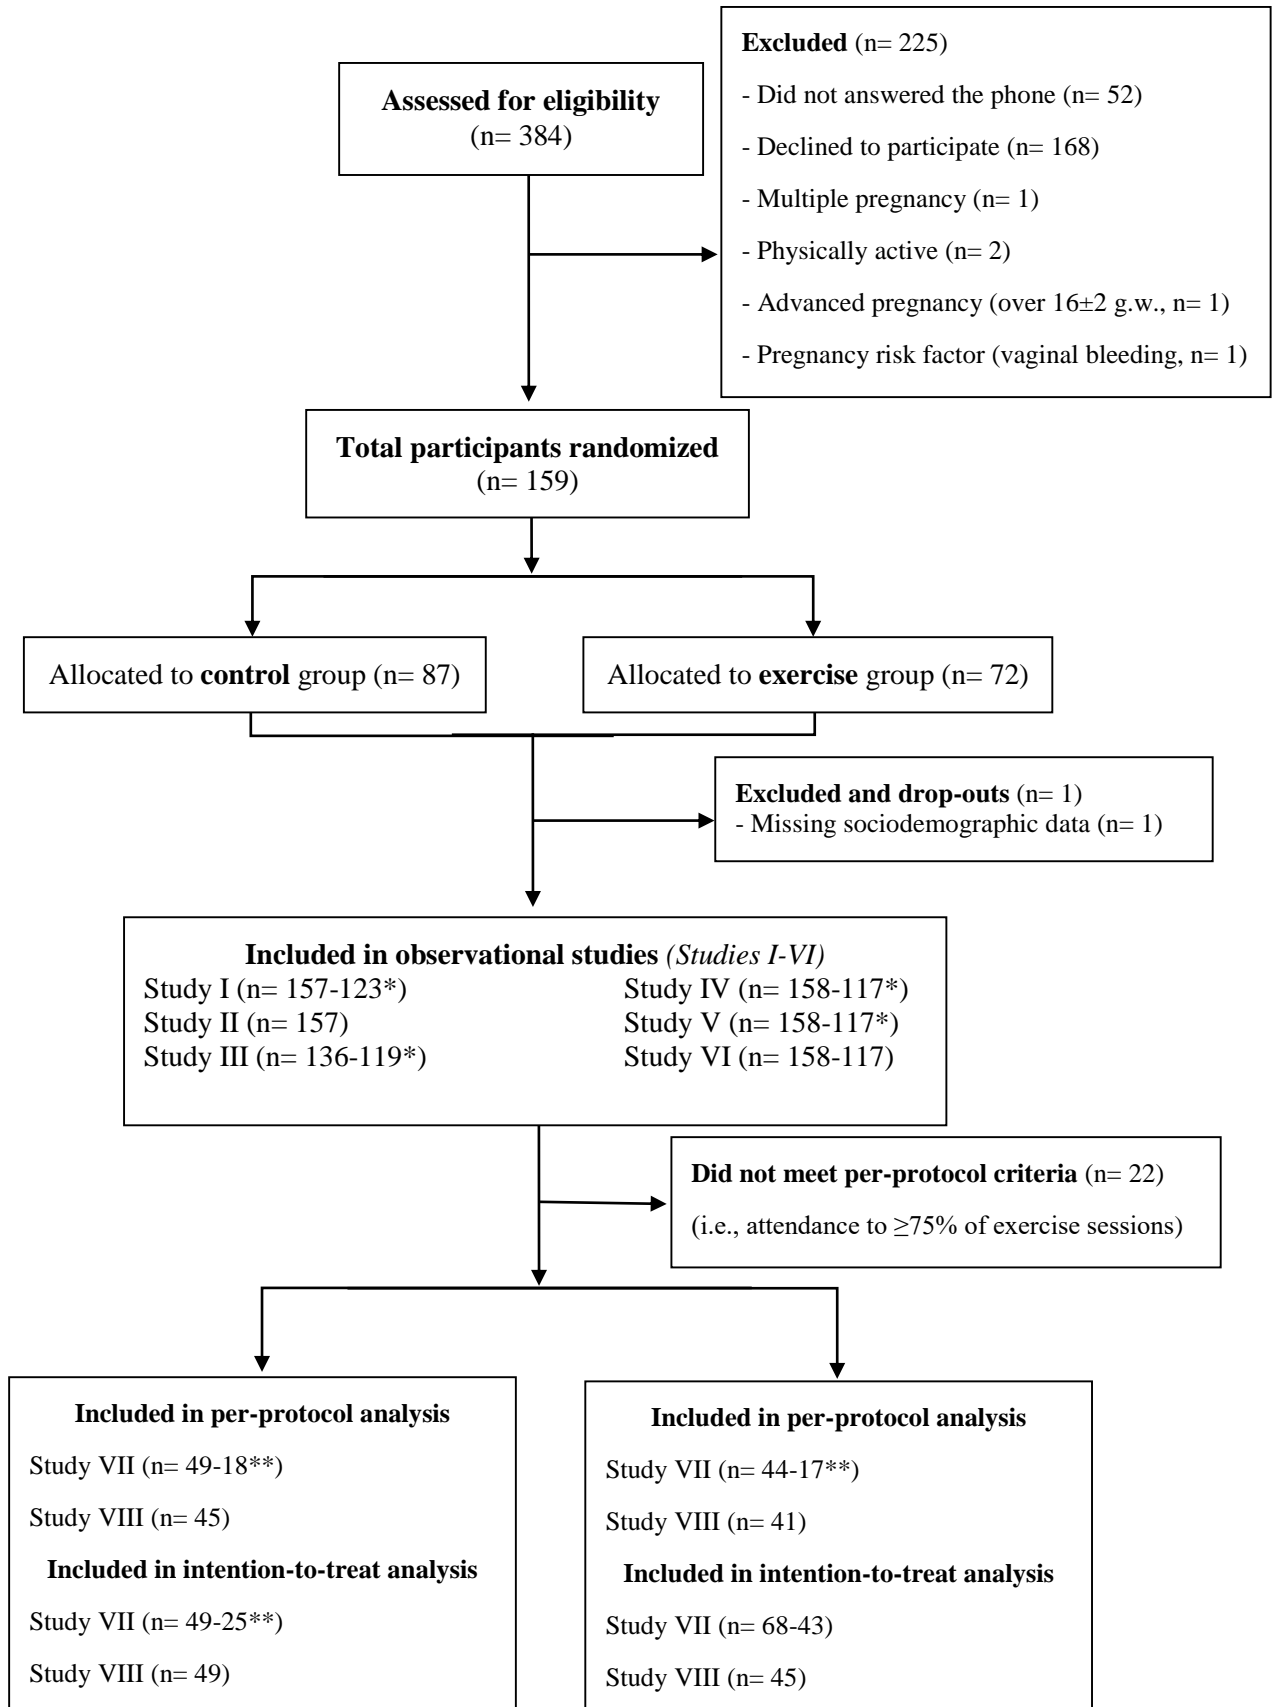 Assessed for eligibility
(n= 384)
Excluded (n= 225)
- Did not answered the phone (n= 52)
- Declined to participate (n= 168)
- Multiple pregnancy (n= 1)
- Physically active (n= 2)
- Advanced pregnancy (over 16±2 g.w., n= 1)
- Pregnancy risk factor (vaginal bleeding, n= 1)
Total participants randomized
(n= 159)
Allocated to control group (n= 87)
Allocated to exercise group (n= 72)
Excluded and drop-outs (n= 1)
- Missing sociodemographic data (n= 1)
Included in observational studies (Studies I-VI)
Study I (n= 157-123*)
Study II (n= 157)
Study III (n= 136-119*)
Study IV (n= 158-117*)
Study V (n= 158-117*)
Study VI (n= 158-117)
Did not meet per-protocol criteria (n= 22)
(i.e., attendance to ≥75% of exercise sessions)
Included in per-protocol analysis
Study VII (n= 49-18**)
Study VIII (n= 45)
Included in intention-to-treat analysis
Study VII (n= 49-25**)
Study VIII (n= 49)
Included in per-protocol analysis
Study VII (n= 44-17**)
Study VIII (n= 41)
Included in intention-to-treat analysis
Study VII (n= 68-43)
Study VIII (n= 45)